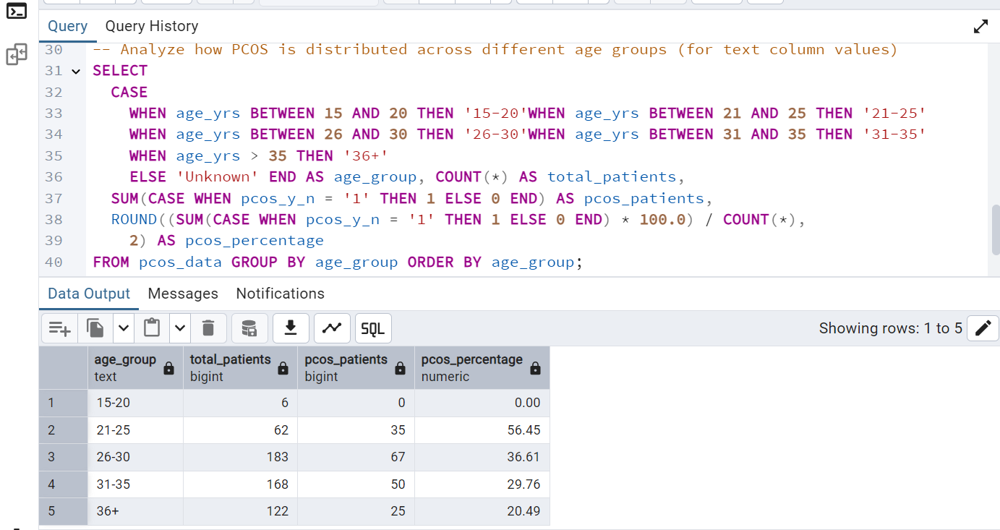 Query Query History
30 -- Analyze how PCOS is distributed across different age groups (for text column values)
31 SELECT
32 CASE
33 WHEN age_yrs BETWEEN 15 AND 20 THEN '15-20'WHEN age_yrs BETWEEN 21 AND 25 THEN '21-25'
34 WHEN age_yrs BETWEEN 26 AND 30 THEN '26-30'WHEN age_yrs BETWEEN 31 AND 35 THEN '31-35'
35 WHEN age_yrs > 35 THEN '36+'
36 ELSE 'Unknown' END AS age_group, COUNT(*) AS total_patients,
37 SUM(CASE WHEN pcos_y_n = '1' THEN 1 ELSE 0 END) AS pcos_patients,
38 ROUND((SUM(CASE WHEN pcos_y_n = '1' THEN 1 ELSE 0 END) * 100.0) / COUNT(*),
39 2) AS pcos_percentage
40 FROM pcos_data GROUP BY age_group ORDER BY age_group;
Data Output Messages Notifications
SQL Showing rows: 1 to 5
age_group total_patients pcos_patients pcos_percentage
text bigint bigint numeric
1 15-20 6 0 0.00
2 21-25 62 35 56.45
3 26-30 183 67 36.61
4 31-35 168 50 29.76
5 36+ 122 25 20.49